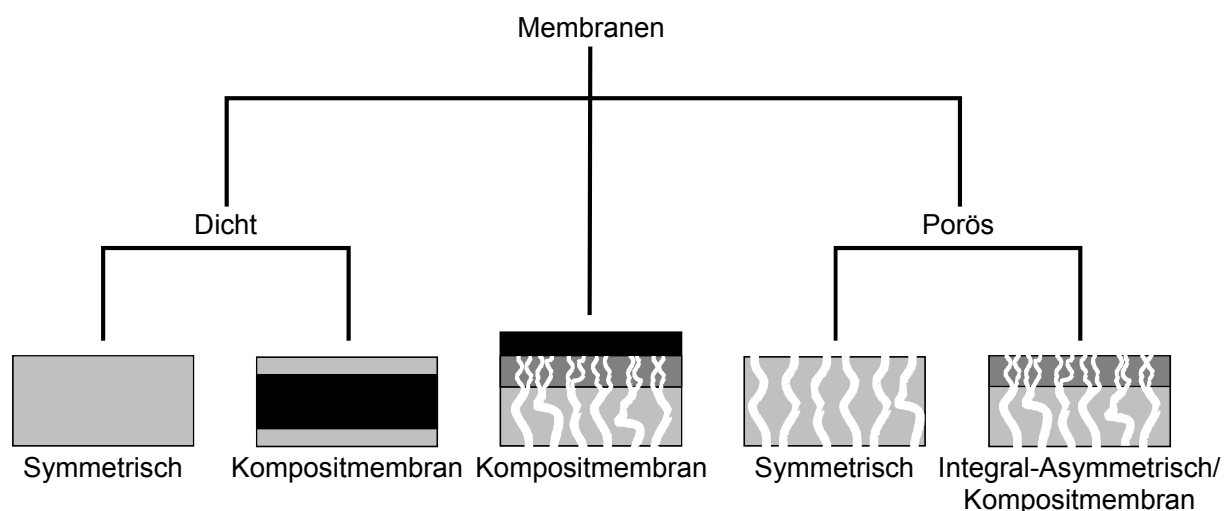 Membranen
Dicht
Porös
Symmetrisch
Kompositmembran
Kompositmembran
Symmetrisch
Integral-Asymmetrisch/
Kompositmembran